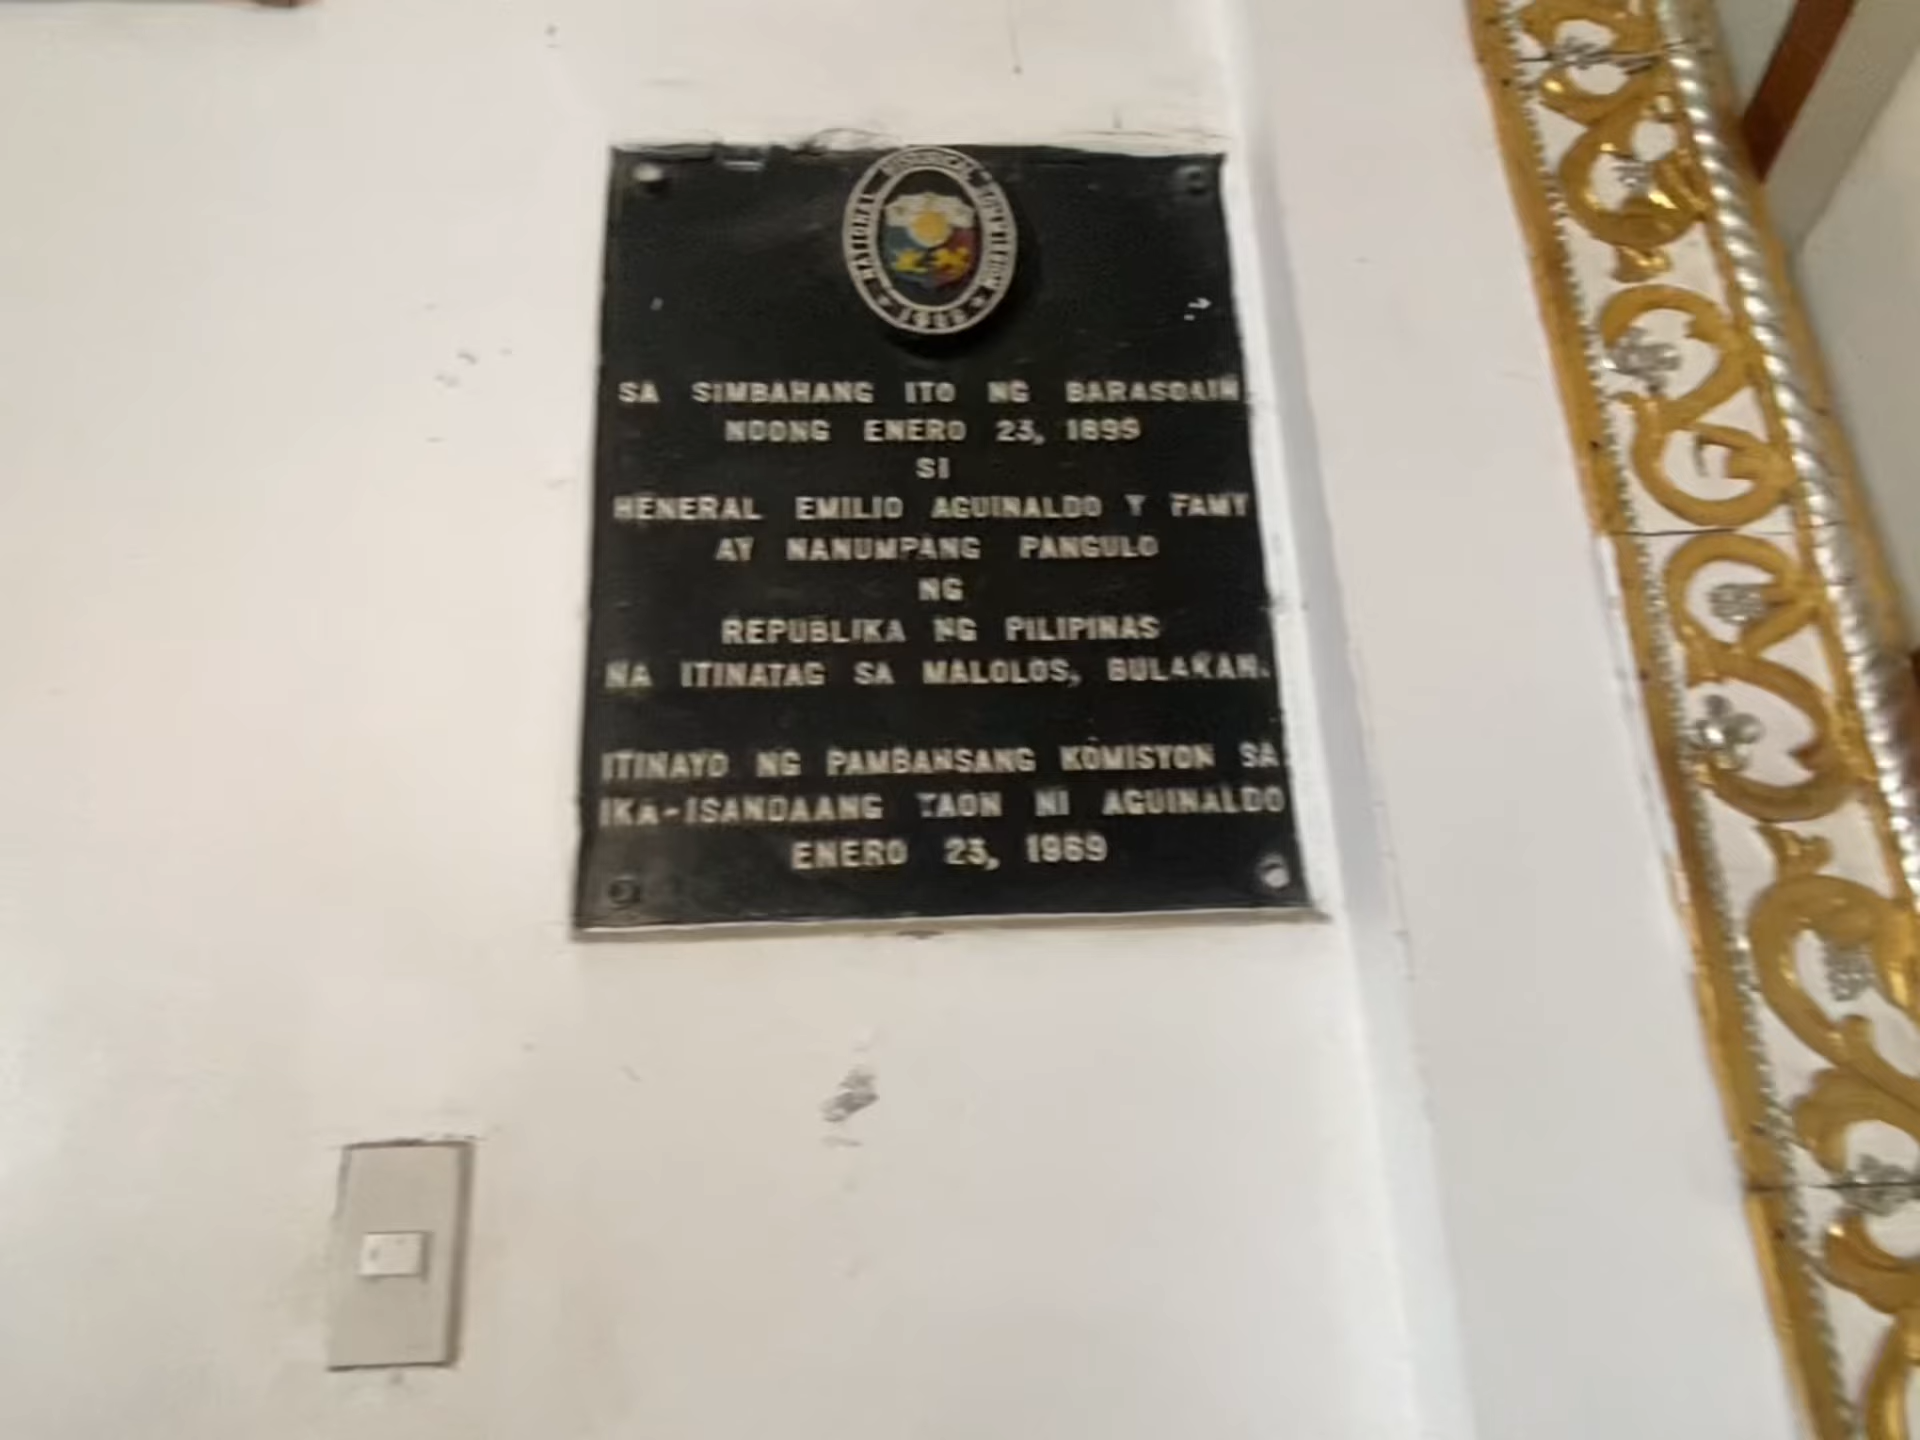 NATIONAL HISTORICAL
SA SIMBAHANG ITO NG BARASOAIN
NOONG ENERO 23, 1899
SI
HENERAL EMILIO AGUINALDO Y FAMY
AY NANUMPANG PANGULO
NG
REPUBLIKA NG PILIPINAS
NA ITINATAG SA MALOLOS, BULAKAN.
ITINAYO NG PAMBANSANG KOMISYON SA
IKA-ISANDAANG TAON NI AGUINALDO
ENERO 23, 1969